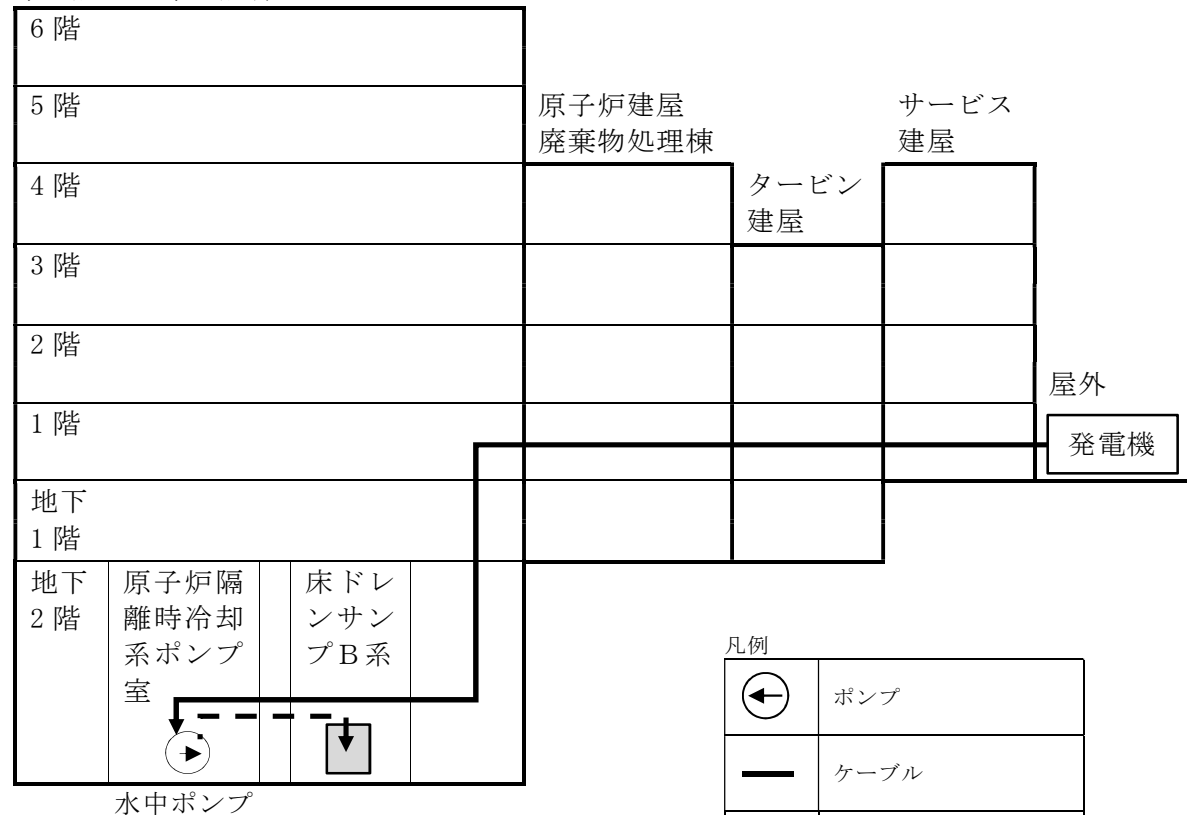 6階
5階
原子炉建屋
廃棄物処理棟
サービス
建屋
4階
タービン
建屋
3階
2階
屋外
1階
発電機
地下
1階
地下
2階
原子炉隔
離時冷却
系ポンプ
室
床ドレ
ンサン
プB系
水中ポンプ
凡例
ポンプ
ケーブル